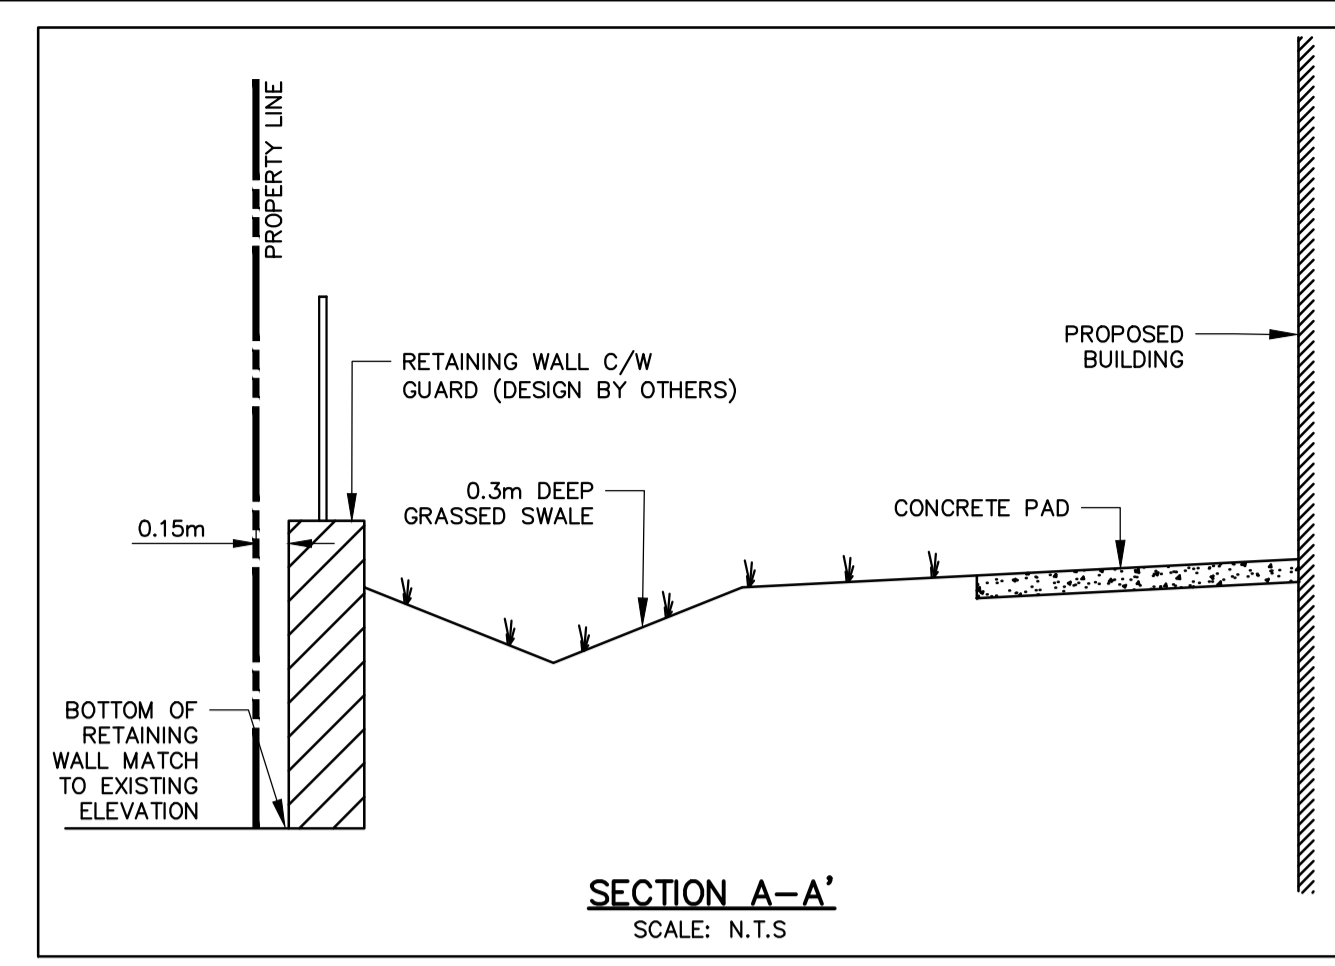 PROPERTY LINE
RETAINING WALL C/W
GUARD (DESIGN BY OTHERS)
PROPOSED
BUILDING
0.3m DEEP
GRASSED SWALE
CONCRETE PAD
0.15m
BOTTOM OF
RETAINING
WALL MATCH
TO EXISTING
ELEVATION
SECTION A-A'
SCALE: N.T.S